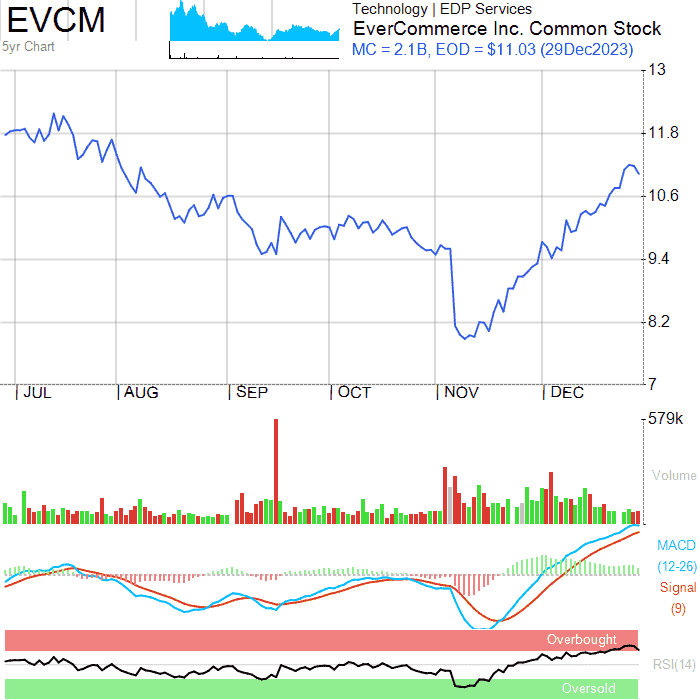 EVCM
5yr Chart
Technology | EDP Services
EverCommerce Inc. Common Stock
MC = 2.1B, EOD = $11.03 (29Dec2023)
13
11.8
10.6
9.4
8.2
7
JUL AUG SEP OCT NOV DEC
579k
Volume
MACD
(12-26)
Signal
(9)
Overbought
RSI(14)
Oversold